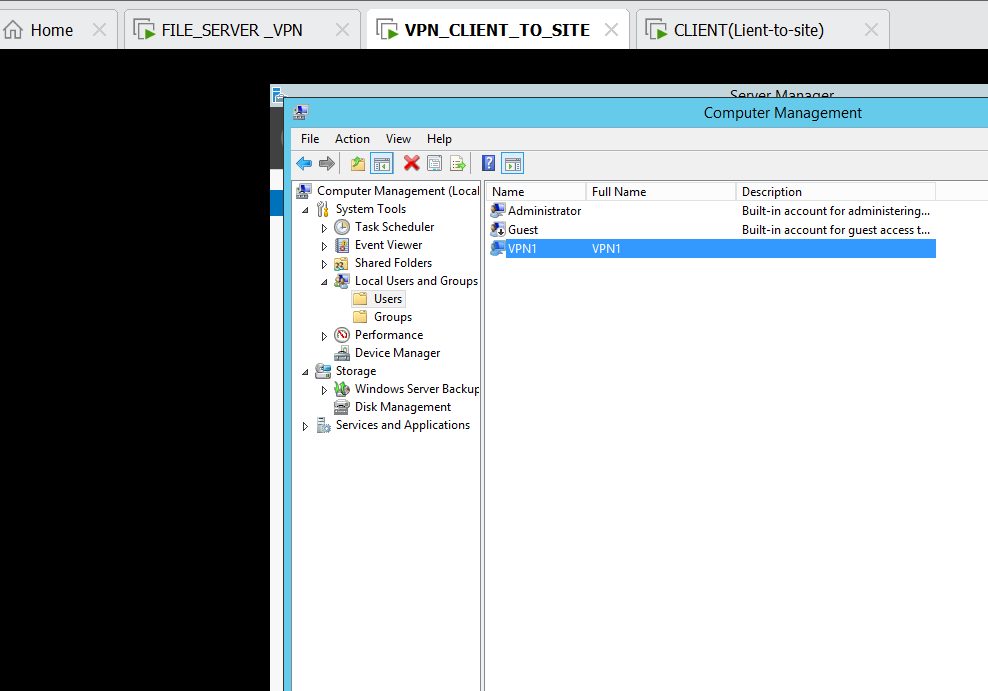 Home
FILE_SERVER _VPN
VPN_CLIENT_TO_SITE
CLIENT(Lient-to-site)
Server Manager
Computer Management
File Action View Help
Computer Management (Local
System Tools
Task Scheduler
Event Viewer
Shared Folders
Local Users and Groups
Users
Groups
Performance
Device Manager
Storage
Windows Server Backup
Disk Management
Services and Applications
Name Full Name Description
Administrator Built-in account for administering...
Guest Built-in account for guest access t...
VPN1 VPN1